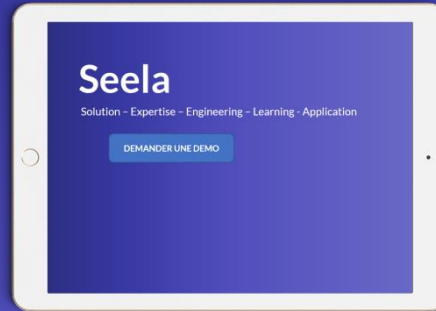 Seela
Solution – Expertise – Engineering – Learning - Application
DEMANDER UNE DEMO